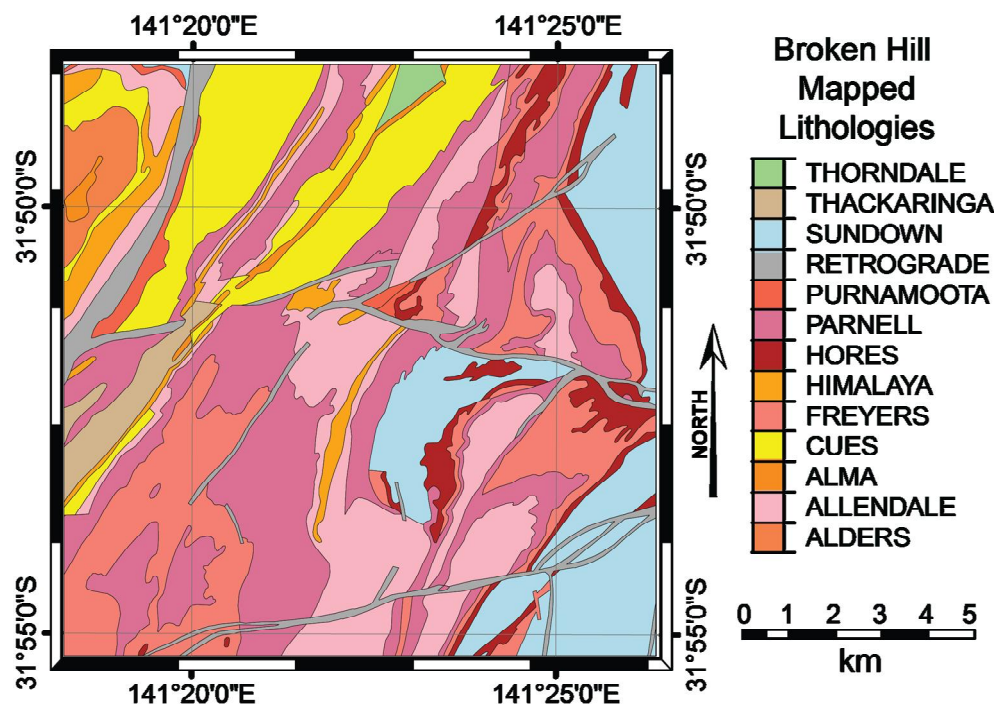 141°20'0"E 141°25'0"E
Broken Hill
Mapped
Lithologies
31°50'0"S
31°50'0"S
THORNDALE
THACKARINGA
SUNDOWN
RETROGRADE
PURNAMOOTA
PARNELL
HORES
HIMALAYA
FREYERS
CUES
ALMA
ALLENDALE
ALDERS
NORTH
31°55'0"S
31°55'0"S
0 1 2 3 4 5
km
141°20'0"E 141°25'0"E